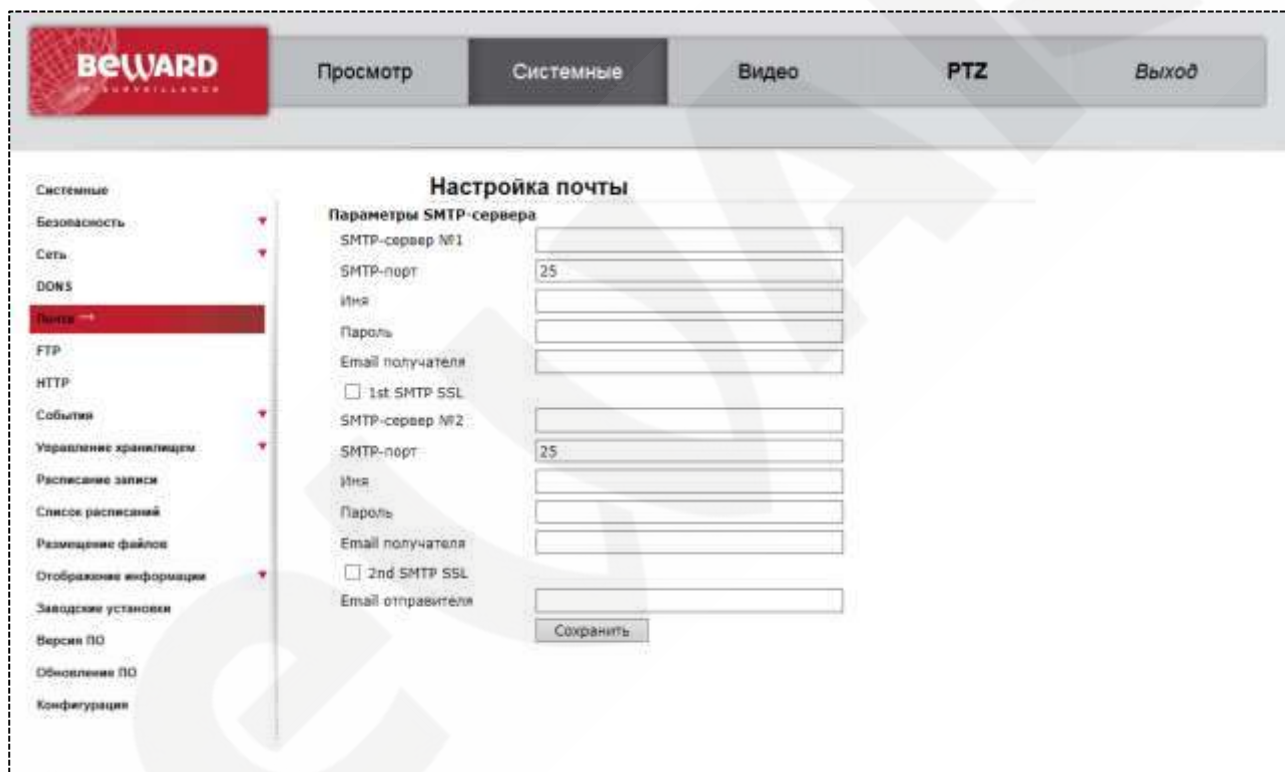 BEWARD
IP SURVEILLANCE
Просмотр
Системные
Видео
PTZ
Выход
Системные
Безопасность
Сеть
DDNS
Почта →
FTP
HTTP
События
Управление хранилищем
Расписание записи
Список расписаний
Размещение файлов
Отображение информации
Заводские установки
Версия ПО
Обновление ПО
Конфигурация
Настройка почты
Параметры SMTP-сервера
SMTP-сервер №1
SMTP-порт 25
Имя
Пароль
Email получателя
1st SMTP SSL
SMTP-сервер №2
SMTP-порт 25
Имя
Пароль
Email получателя
2nd SMTP SSL
Email отправителя
Сохранить